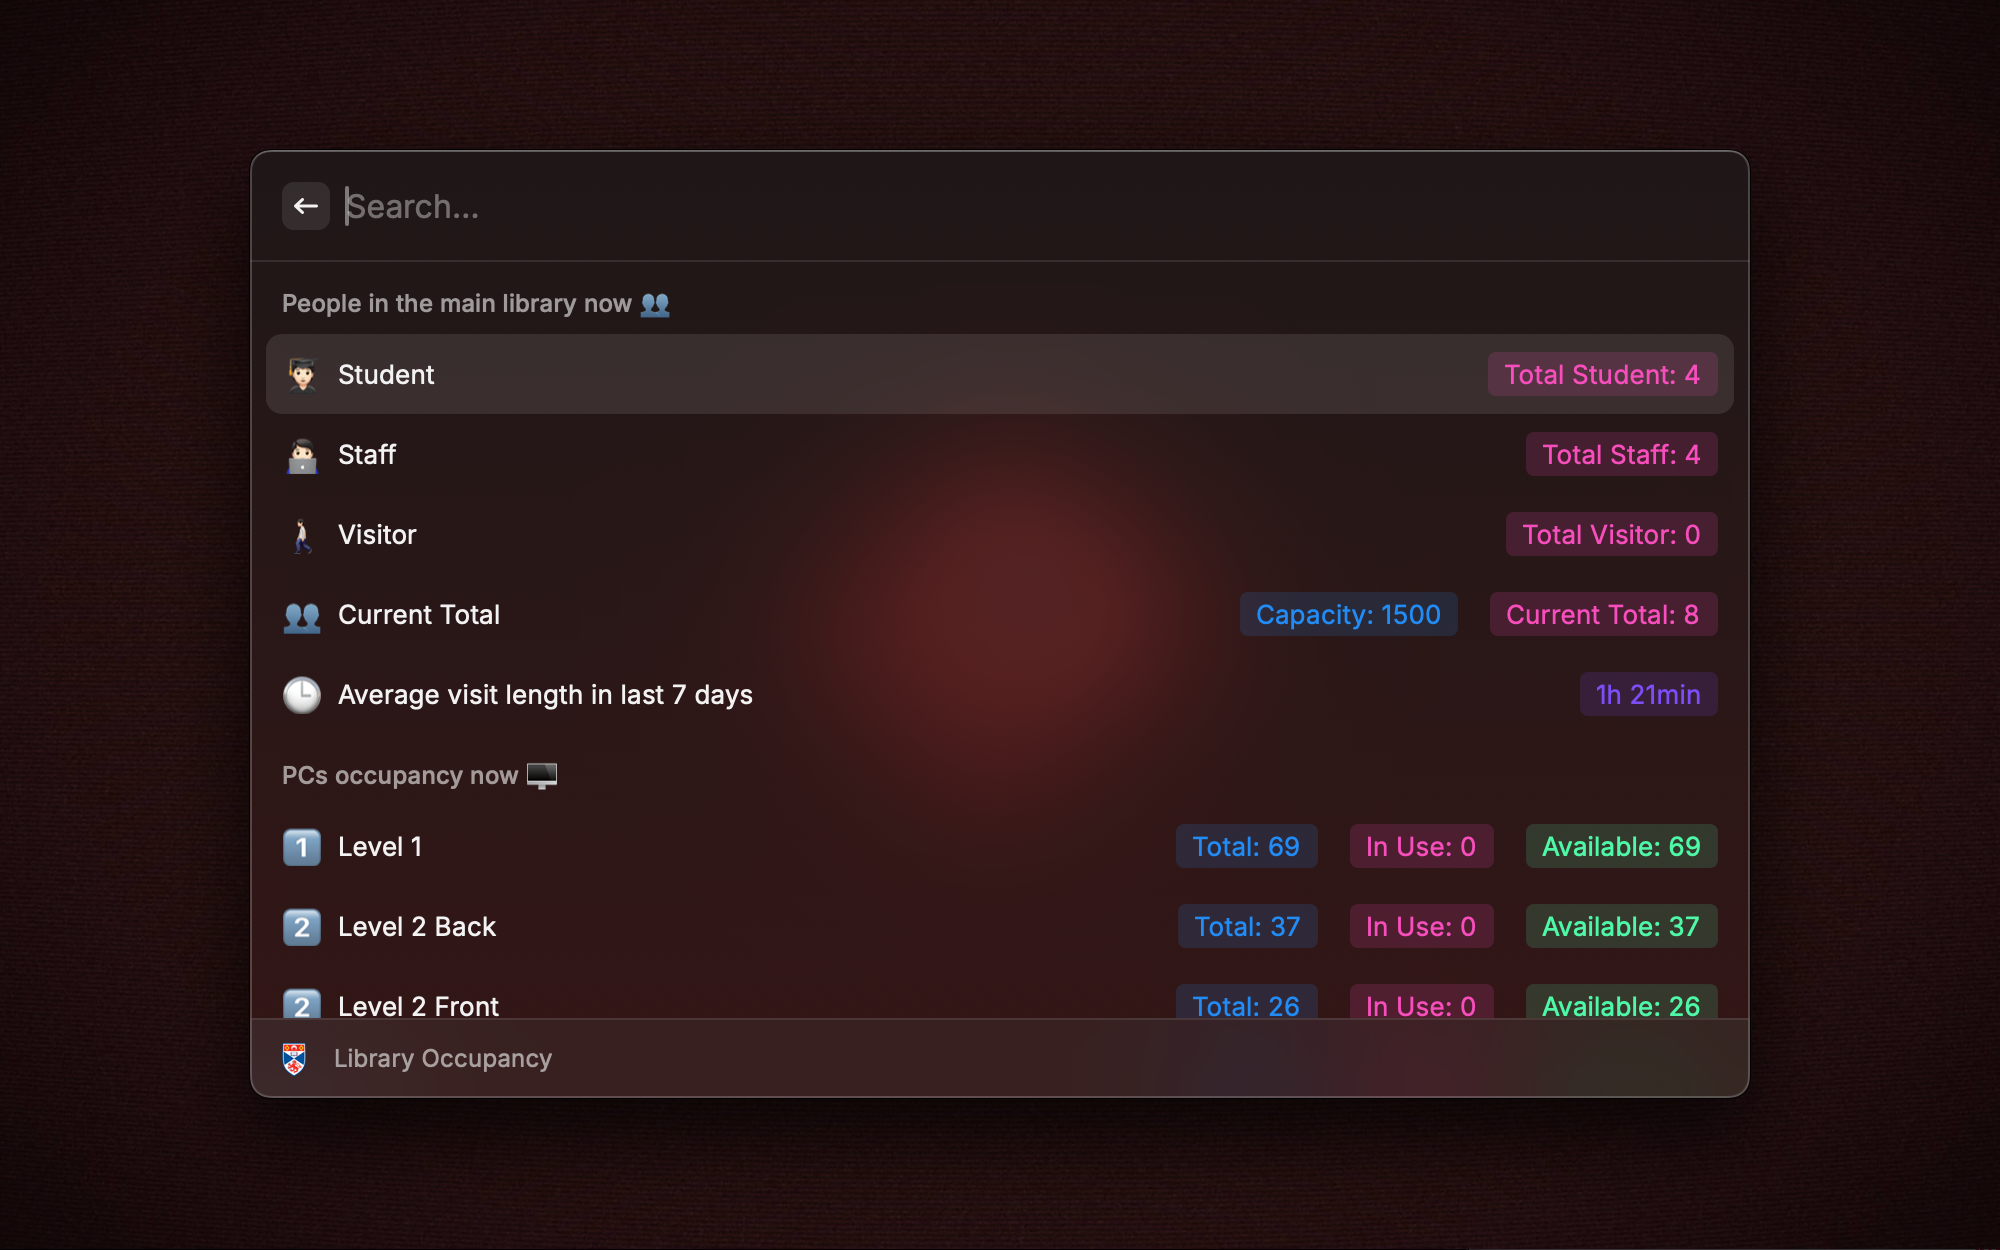 Search...
People in the main library now
Student Total Student: 4
Staff Total Staff: 4
Visitor Total Visitor: 0
Current Total Capacity: 1500 Current Total: 8
Average visit length in last 7 days 1h 21min
PCs occupancy now
1 Level 1 Total: 69 In Use: 0 Available: 69
2 Level 2 Back Total: 37 In Use: 0 Available: 37
2 Level 2 Front Total: 26 In Use: 0 Available: 26
Library Occupancy